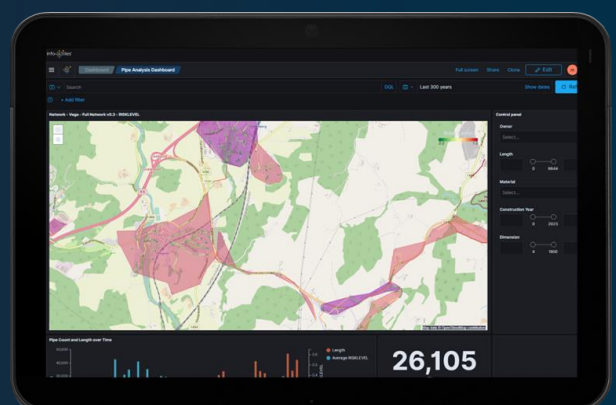 Dashboard
Pipe Analysis Dashboard
Full screen
Share
Clone
Edit
Search
DQL
Last 300 years
Show dates
+ Add filter
Network - Vega - Full Network v0.3 - RISKLEVEL
Control panel
Owner
Select...
Length
0
6644
Material
Select...
Construction Year
0
2023
Dimension
4
1600
Pipe Count and Length over Time
Length
Average RISKLEVEL
26,105